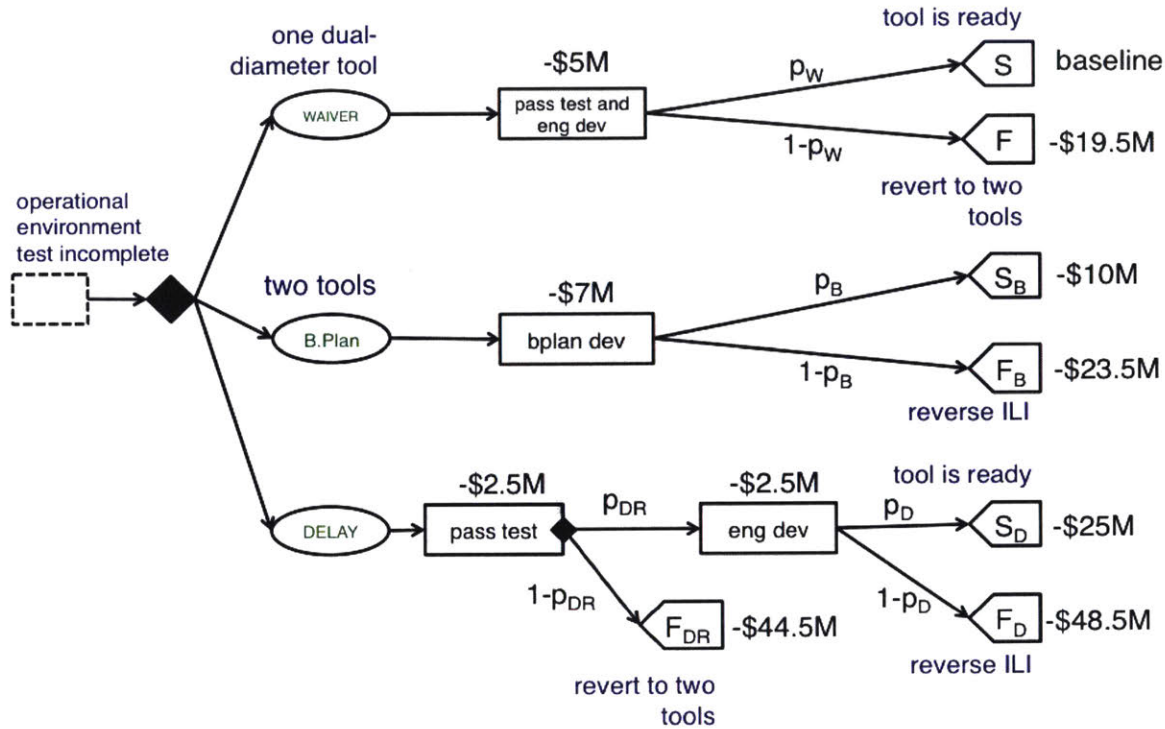 tool is ready
one dual-
diameter tool
-$5M
pW
S
baseline
WAIVER
pass test and
eng dev
1-pW
F
-$19.5M
revert to two
tools
operational
environment
test incomplete
two tools
-$7M
pB
SB
-$10M
B.Plan
bplan dev
1-pB
FB
-$23.5M
reverse ILI
tool is ready
-$2.5M
pDR
-$2.5M
pD
SD
-$25M
DELAY
pass test
eng dev
1-pDR
1-pD
FDR
-$44.5M
FD
-$48.5M
reverse ILI
revert to two
tools